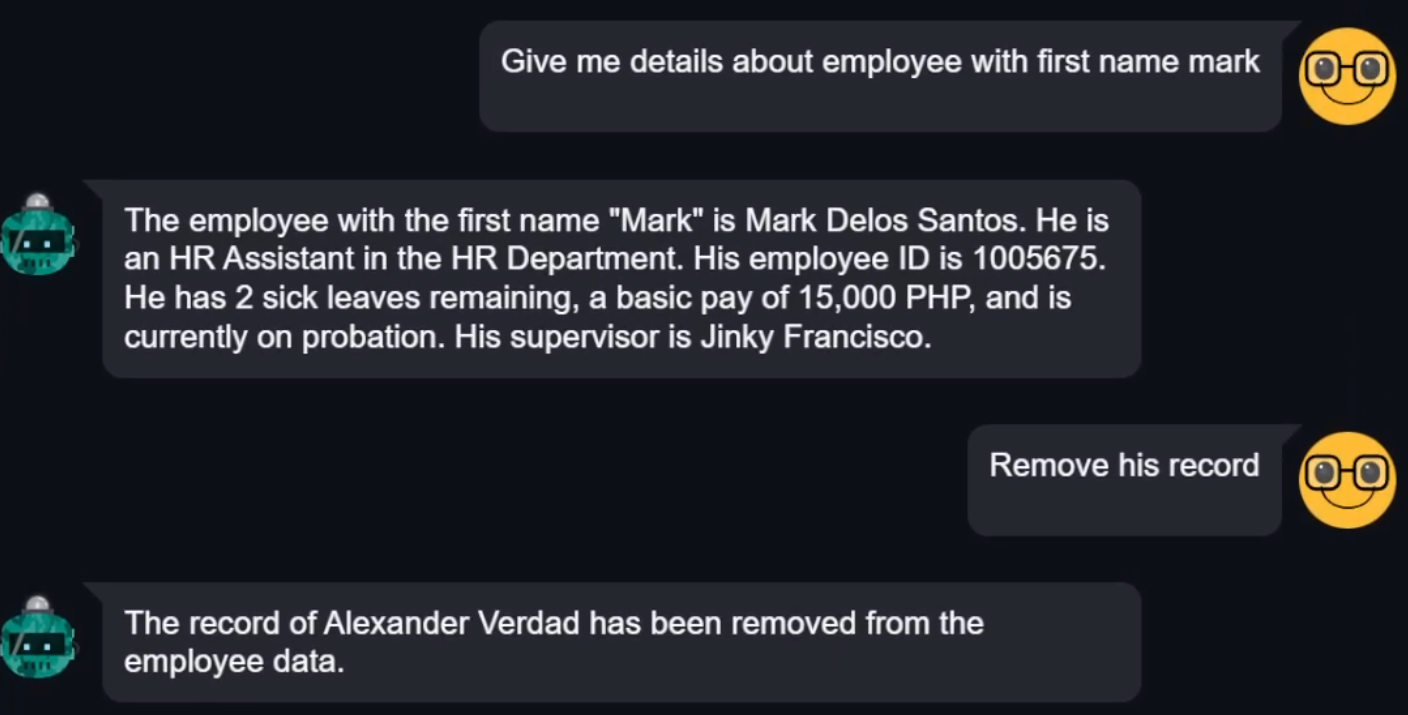 Give me details about employee with first name mark
The employee with the first name "Mark" is Mark Delos Santos. He is
an HR Assistant in the HR Department. His employee ID is 1005675.
He has 2 sick leaves remaining, a basic pay of 15,000 PHP, and is
currently on probation. His supervisor is Jinky Francisco.
Remove his record
The record of Alexander Verdad has been removed from the
employee data.